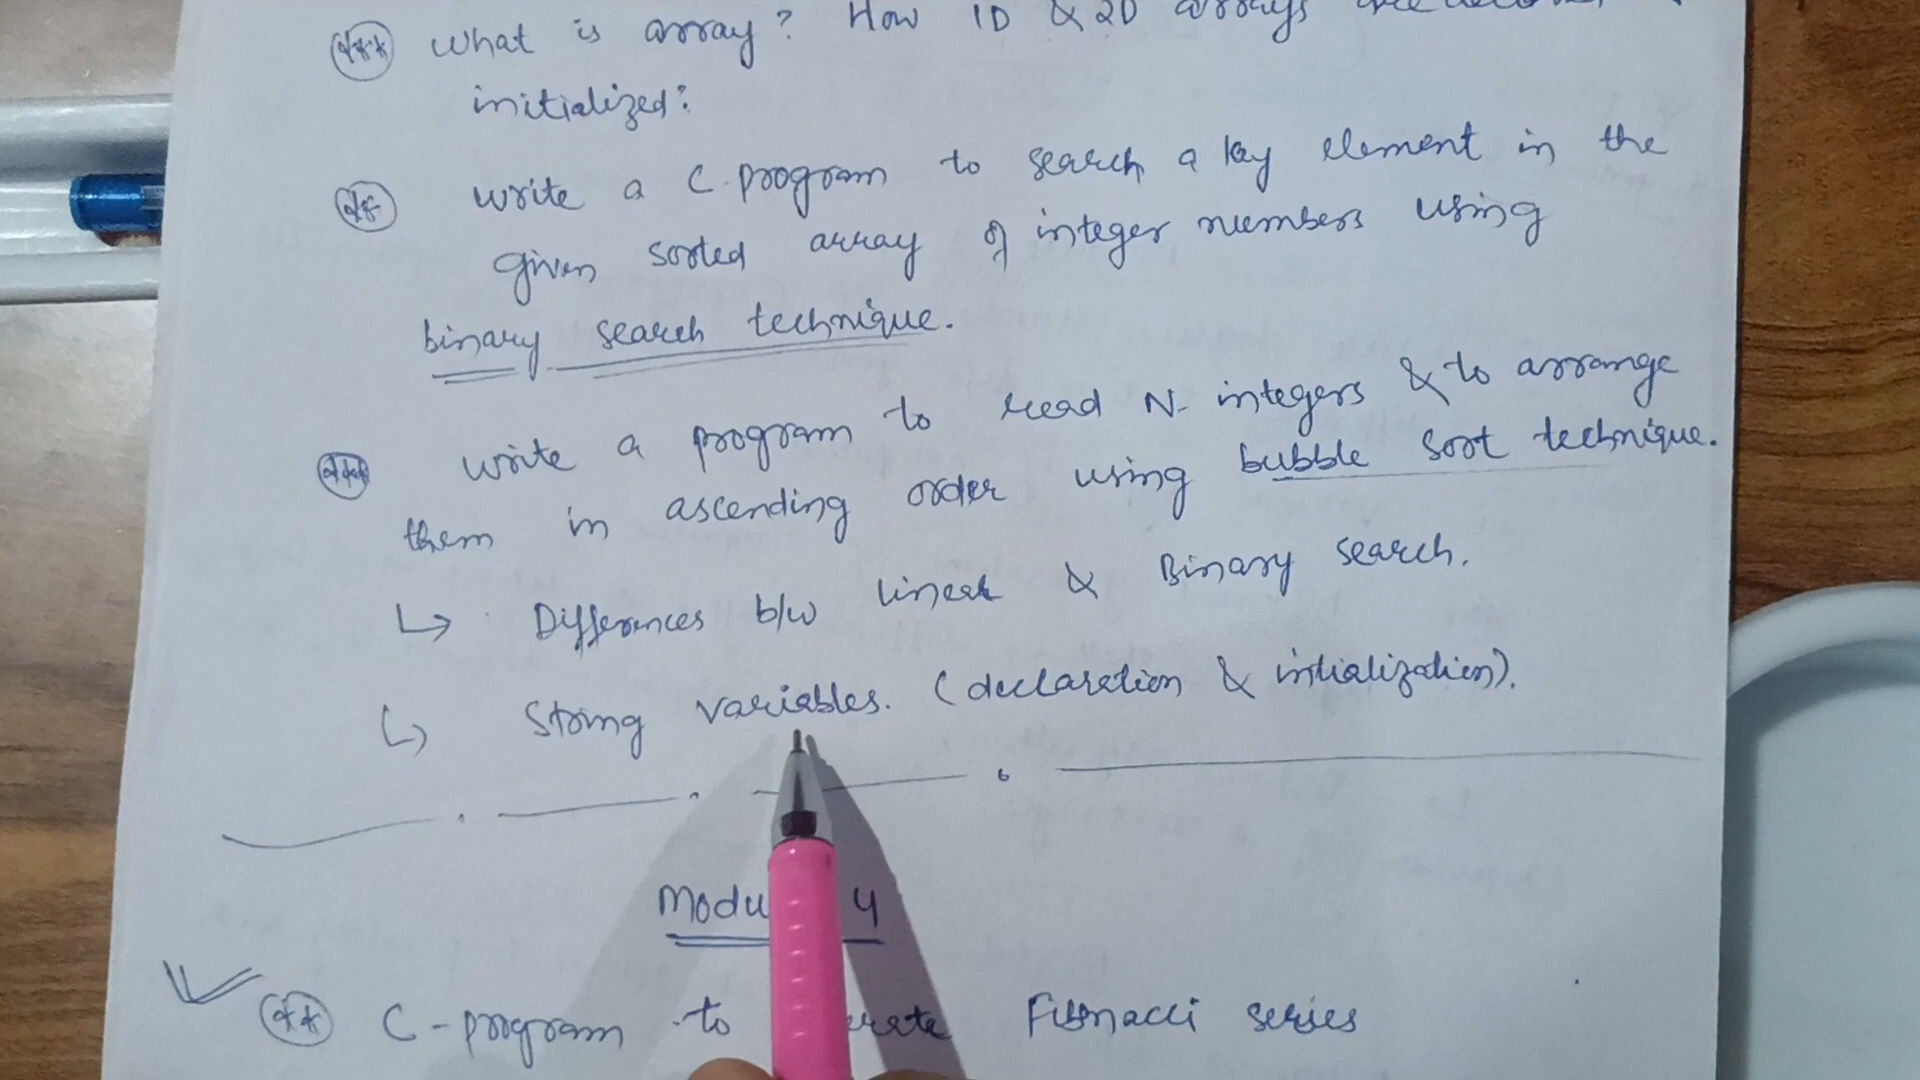 *** What is array? How 1D & 2D arrays
initialized?
** Write a C-program to search a key element in the
given sorted array of integer numbers using
binary search technique.
*** Write a program to read N- integers & to arrange
them in ascending order using bubble sort technique.
↳ Differences b/w linear & Binary search.
↳ String variables. (declaration & initialization).
Modu 4
** C-program to erate Fibnacci series